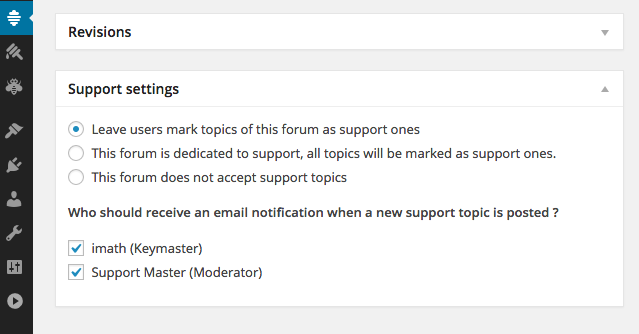 Revisions
Support settings
Leave users mark topics of this forum as support ones
This forum is dedicated to support, all topics will be marked as support ones.
This forum does not accept support topics
Who should receive an email notification when a new support topic is posted ?
imath (Keymaster)
Support Master (Moderator)